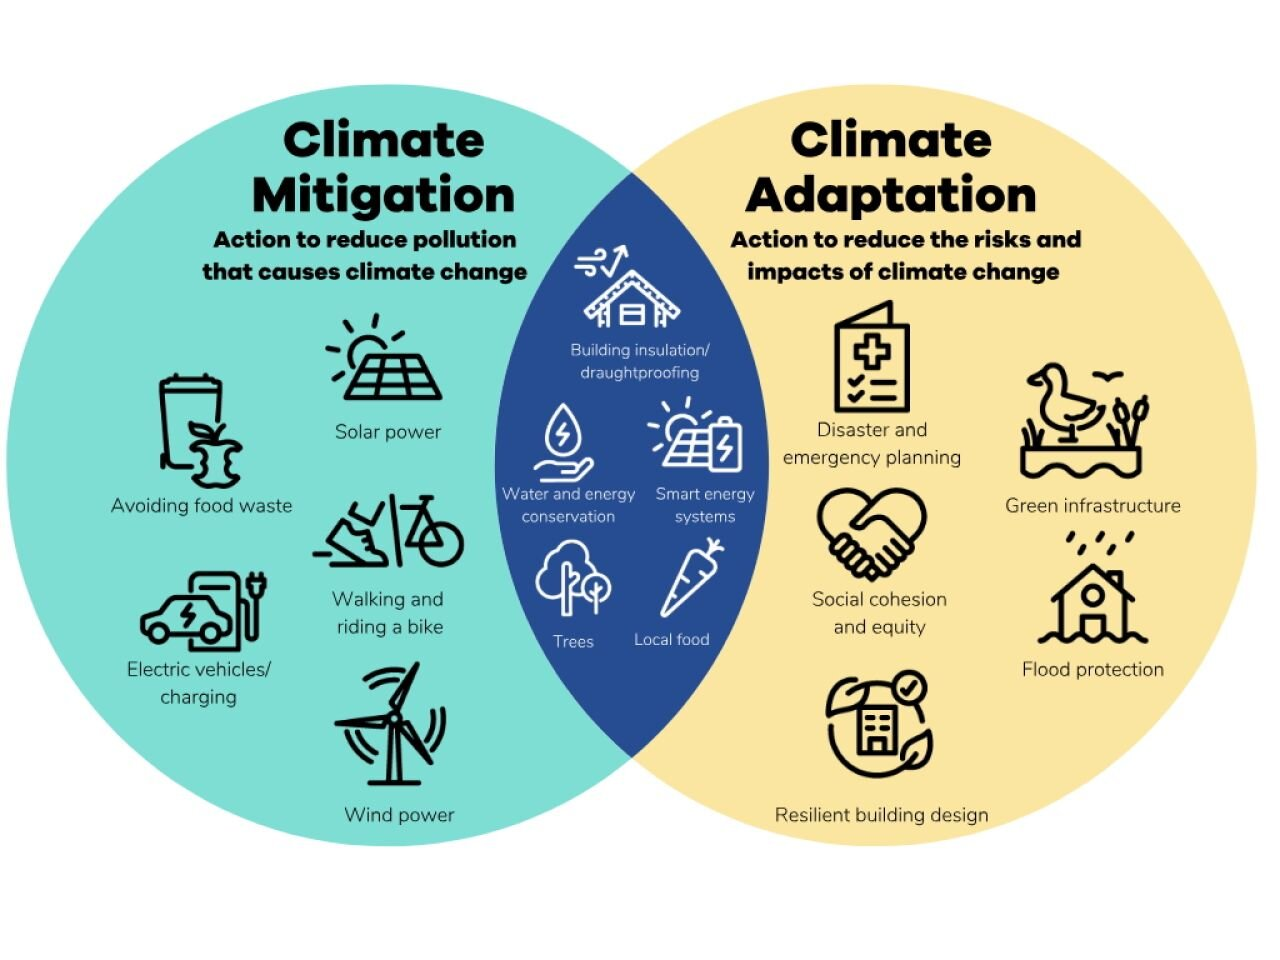 Climate
Mitigation
Action to reduce pollution
that causes climate change
Solar power
Avoiding food waste
Walking and
riding a bike
Electric vehicles/
charging
Wind power
Building insulation/
draughtproofing
Water and energy
conservation
Smart energy
systems
Trees
Local food
Climate
Adaptation
Action to reduce the risks and
impacts of climate change
Disaster and
emergency planning
Green infrastructure
Social cohesion
and equity
Flood protection
Resilient building design